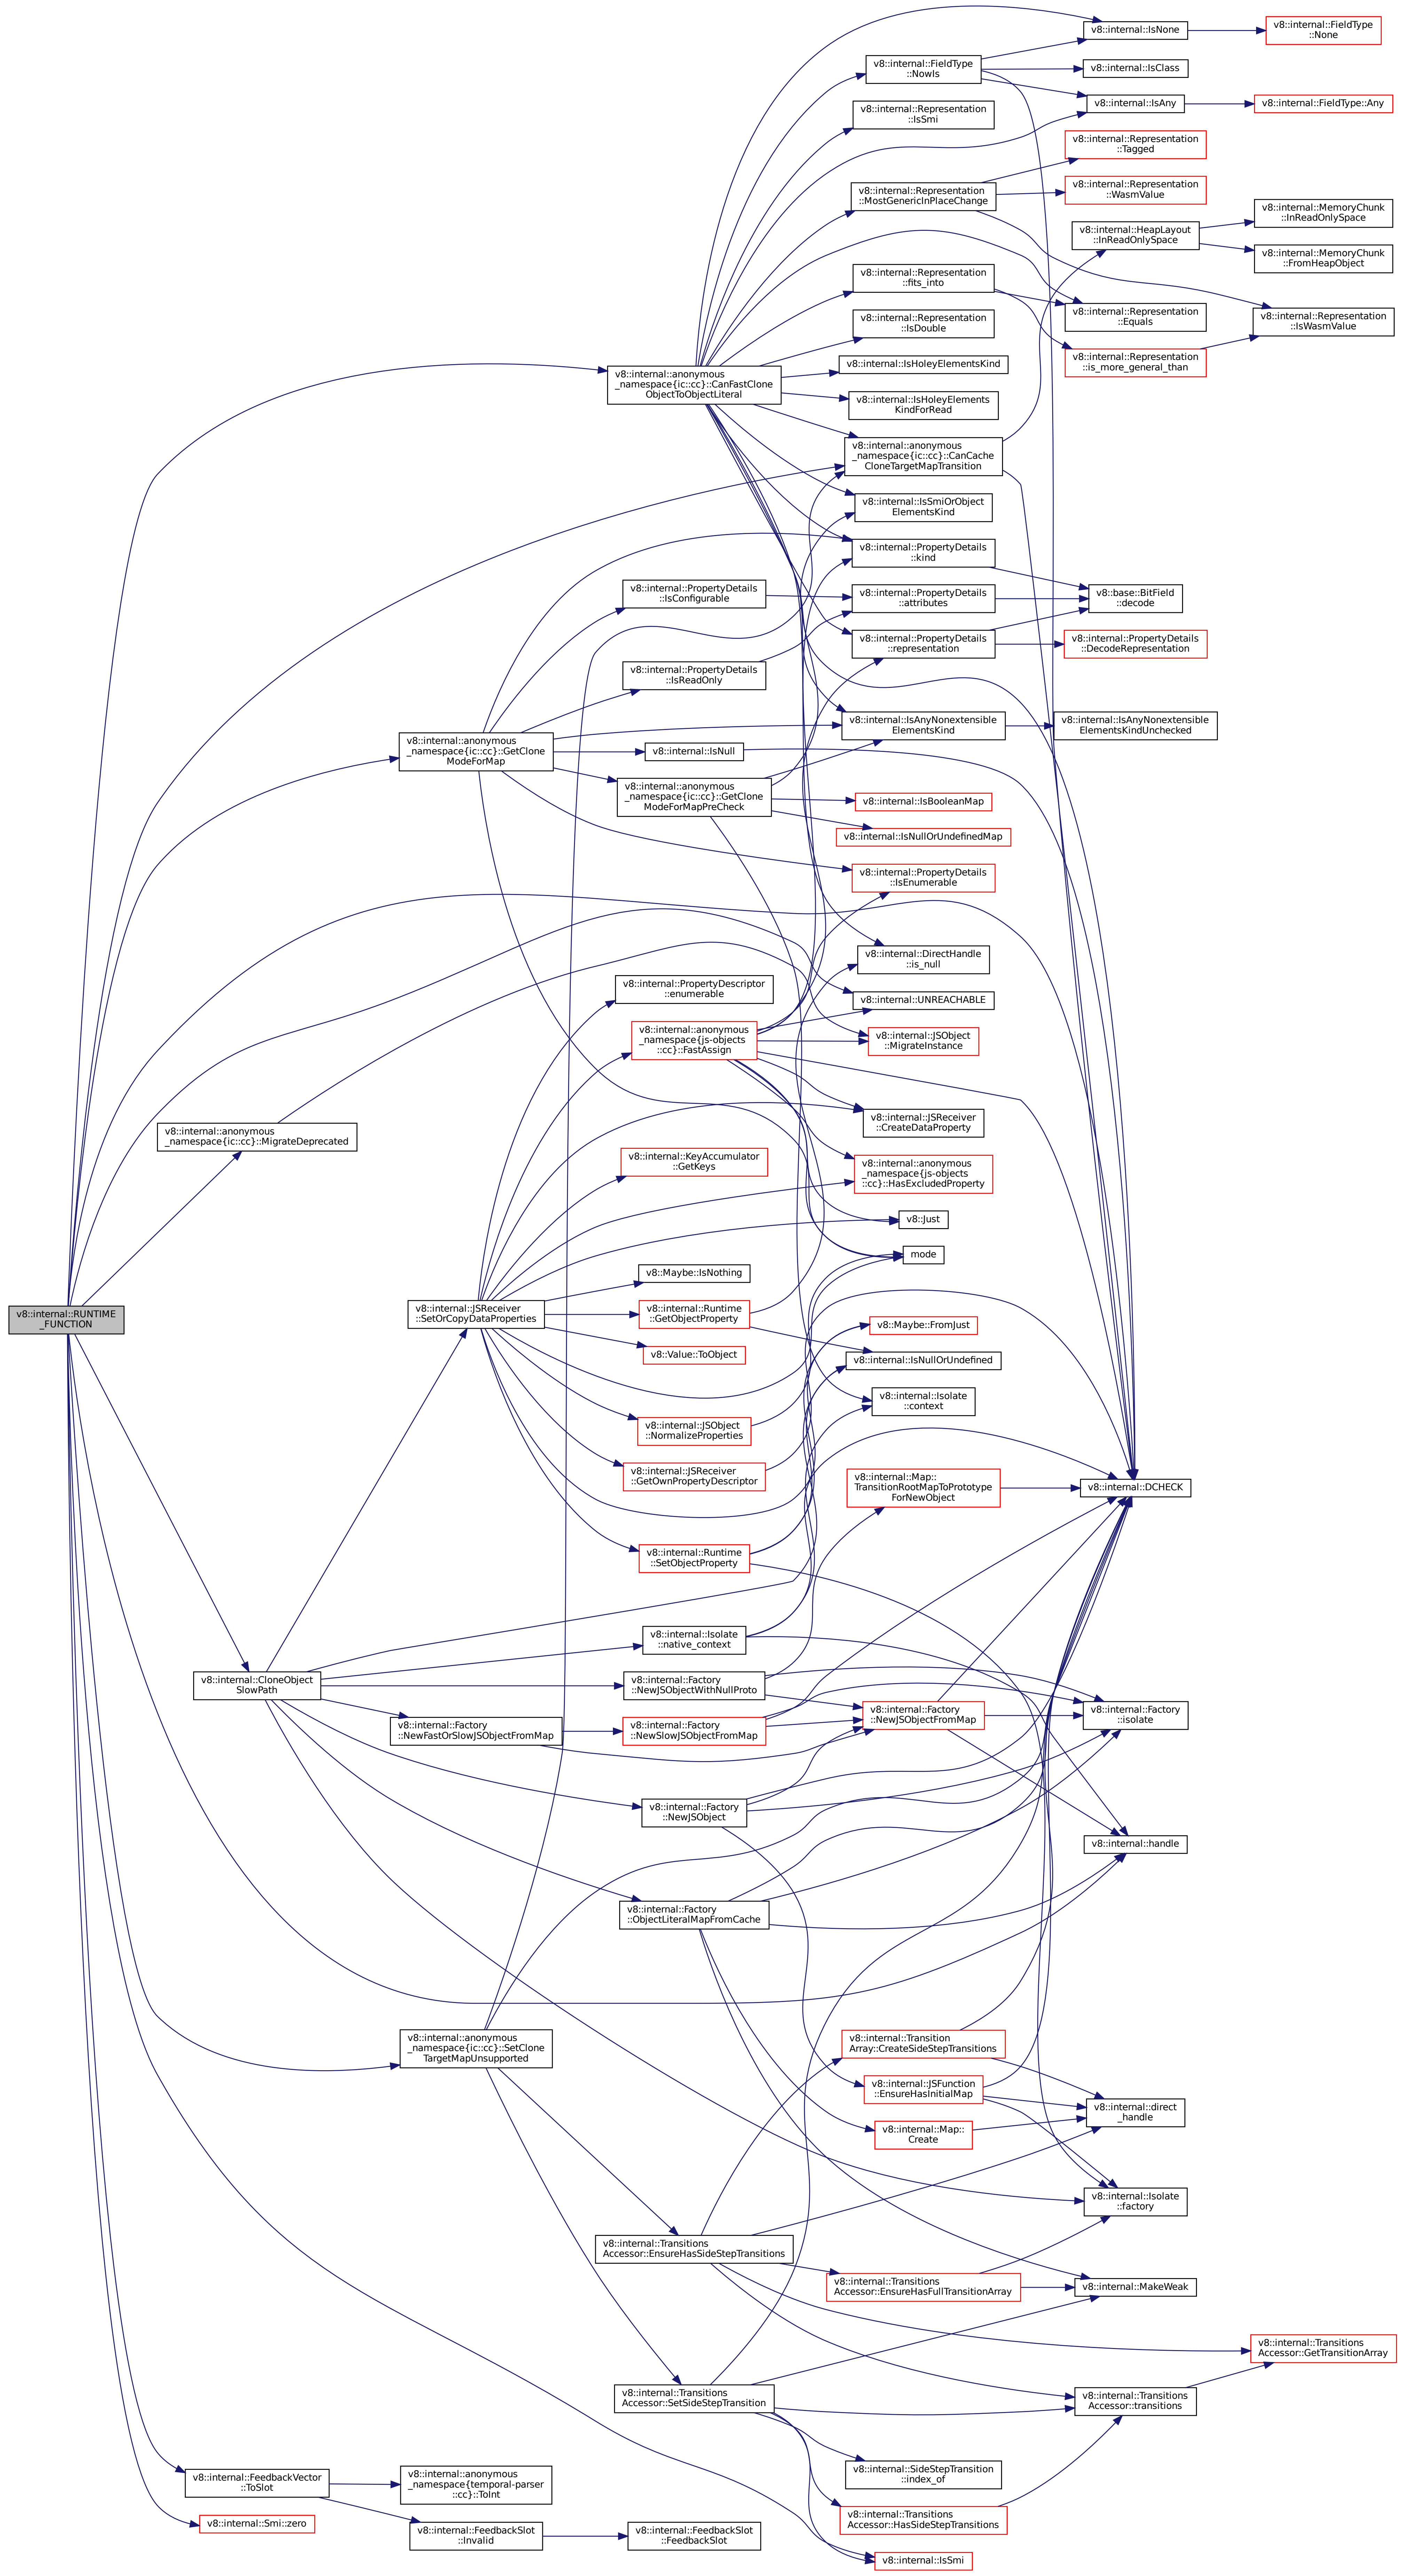 v8::internal::RUNTIME
_FUNCTION
v8::internal::anonymous
_namespace{ic::cc}::CanFastClone
ObjectToObjectLiteral
v8::internal::FieldType
::NowIs
v8::internal::IsNone
v8::internal::FieldType
::None
v8::internal::IsClass
v8::internal::IsAny
v8::internal::FieldType::Any
v8::internal::Representation
::IsSmi
v8::internal::Representation
::Tagged
v8::internal::Representation
::MostGenericInPlaceChange
v8::internal::Representation
::WasmValue
v8::internal::HeapLayout
::InReadOnlySpace
v8::internal::MemoryChunk
::InReadOnlySpace
v8::internal::MemoryChunk
::FromHeapObject
v8::internal::Representation
::fits_into
v8::internal::Representation
::Equals
v8::internal::Representation
::IsWasmValue
v8::internal::Representation
::IsDouble
v8::internal::Representation
::is_more_general_than
v8::internal::IsHoleyElementsKind
v8::internal::IsHoleyElements
KindForRead
v8::internal::anonymous
_namespace{ic::cc}::CanCache
CloneTargetMapTransition
v8::internal::IsSmiOrObject
ElementsKind
v8::internal::PropertyDetails
::kind
v8::internal::PropertyDetails
::IsConfigurable
v8::internal::PropertyDetails
::attributes
v8::base::BitField
::decode
v8::internal::PropertyDetails
::representation
v8::internal::PropertyDetails
::DecodeRepresentation
v8::internal::PropertyDetails
::IsReadOnly
v8::internal::anonymous
_namespace{ic::cc}::GetClone
ModeForMap
v8::internal::IsNull
v8::internal::IsAnyNonextensible
ElementsKind
v8::internal::IsAnyNonextensible
ElementsKindUnchecked
v8::internal::anonymous
_namespace{ic::cc}::GetClone
ModeForMapPreCheck
v8::internal::IsBooleanMap
v8::internal::IsNullOrUndefinedMap
v8::internal::PropertyDetails
::IsEnumerable
v8::internal::DirectHandle
::is_null
v8::internal::PropertyDescriptor
::enumerable
v8::internal::UNREACHABLE
v8::internal::anonymous
_namespace{js-objects
::cc}::FastAssign
v8::internal::JSObject
::MigrateInstance
v8::internal::anonymous
_namespace{ic::cc}::MigrateDeprecated
v8::internal::JSReceiver
::CreateDataProperty
v8::internal::KeyAccumulator
::GetKeys
v8::internal::anonymous
_namespace{js-objects
::cc}::HasExcludedProperty
v8::Just
mode
v8::Maybe::IsNothing
v8::internal::JSReceiver
::SetOrCopyDataProperties
v8::internal::Runtime
::GetObjectProperty
v8::Maybe::FromJust
v8::Value::ToObject
v8::internal::IsNullOrUndefined
v8::internal::Isolate
::context
v8::internal::JSObject
::NormalizeProperties
v8::internal::JSReceiver
::GetOwnPropertyDescriptor
v8::internal::Map::
TransitionRootMapToPrototype
ForNewObject
v8::internal::DCHECK
v8::internal::Runtime
::SetObjectProperty
v8::internal::Isolate
::native_context
v8::internal::CloneObject
SlowPath
v8::internal::Factory
::NewJSObjectWithNullProto
v8::internal::Factory
::NewFastOrSlowJSObjectFromMap
v8::internal::Factory
::NewSlowJSObjectFromMap
v8::internal::Factory
::NewJSObjectFromMap
v8::internal::Factory
::isolate
v8::internal::Factory
::NewJSObject
v8::internal::handle
v8::internal::Factory
::ObjectLiteralMapFromCache
v8::internal::anonymous
_namespace{ic::cc}::SetClone
TargetMapUnsupported
v8::internal::Transition
Array::CreateSideStepTransitions
v8::internal::JSFunction
::EnsureHasInitialMap
v8::internal::direct
_handle
v8::internal::Map::
Create
v8::internal::Isolate
::factory
v8::internal::Transitions
Accessor::EnsureHasSideStepTransitions
v8::internal::Transitions
Accessor::EnsureHasFullTransitionArray
v8::internal::MakeWeak
v8::internal::Transitions
Accessor::GetTransitionArray
v8::internal::Transitions
Accessor::SetSideStepTransition
v8::internal::Transitions
Accessor::transitions
v8::internal::SideStepTransition
::index_of
v8::internal::Transitions
Accessor::HasSideStepTransitions
v8::internal::IsSmi
v8::internal::FeedbackVector
::ToSlot
v8::internal::anonymous
_namespace{temporal-parser
::cc}::ToInt
v8::internal::Smi::zero
v8::internal::FeedbackSlot
::Invalid
v8::internal::FeedbackSlot
::FeedbackSlot